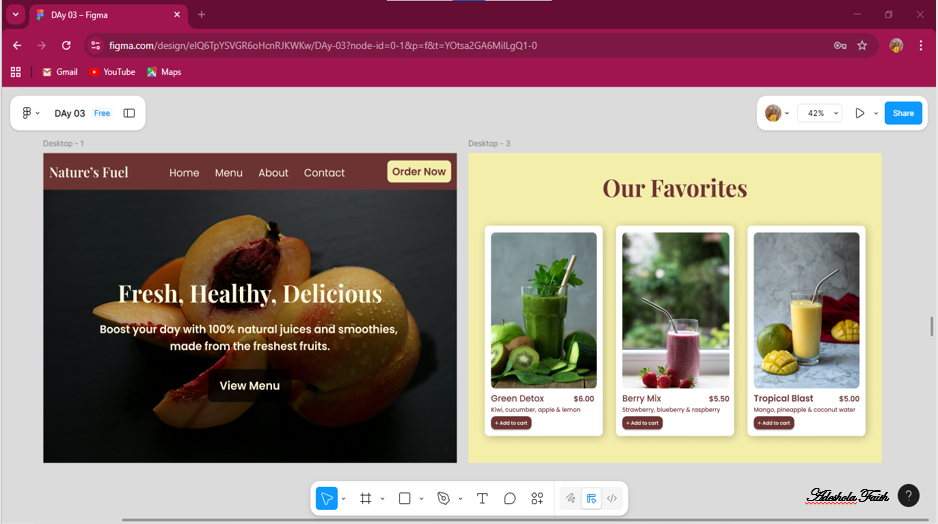 DAy 03 – Figma
figma.com/design/elQ6TpYSVGR6oHcnRJKWKw/DAy-03?node-id=0-1&p=f&t=YOtsa2GA6MilLgQ1-0
Gmail YouTube Maps
DAy 03 Free
42% Share
Desktop - 1
Nature's Fuel Home Menu About Contact Order Now
Fresh, Healthy, Delicious
Boost your day with 100% natural juices and smoothies,
made from the freshest fruits.
View Menu
Desktop - 3
Our Favorites
Green Detox $6.00
Kiwi, cucumber, apple & lemon
+ Add to cart
Berry Mix $5.50
Strawberry, blueberry & raspberry
+ Add to cart
Tropical Blast $5.00
Mango, pineapple & coconut water
+ Add to cart
Adeshola Faith
?